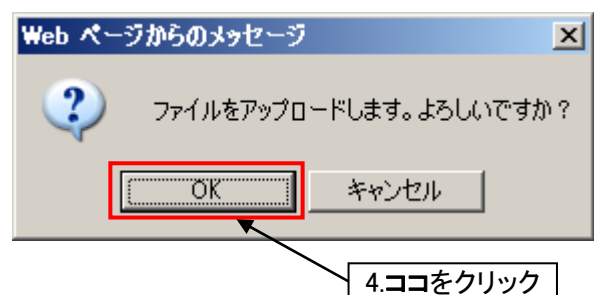 Web ページからのメッセージ
ファイルをアップロードします。よろしいですか？
OK
キャンセル
4.ココをクリック